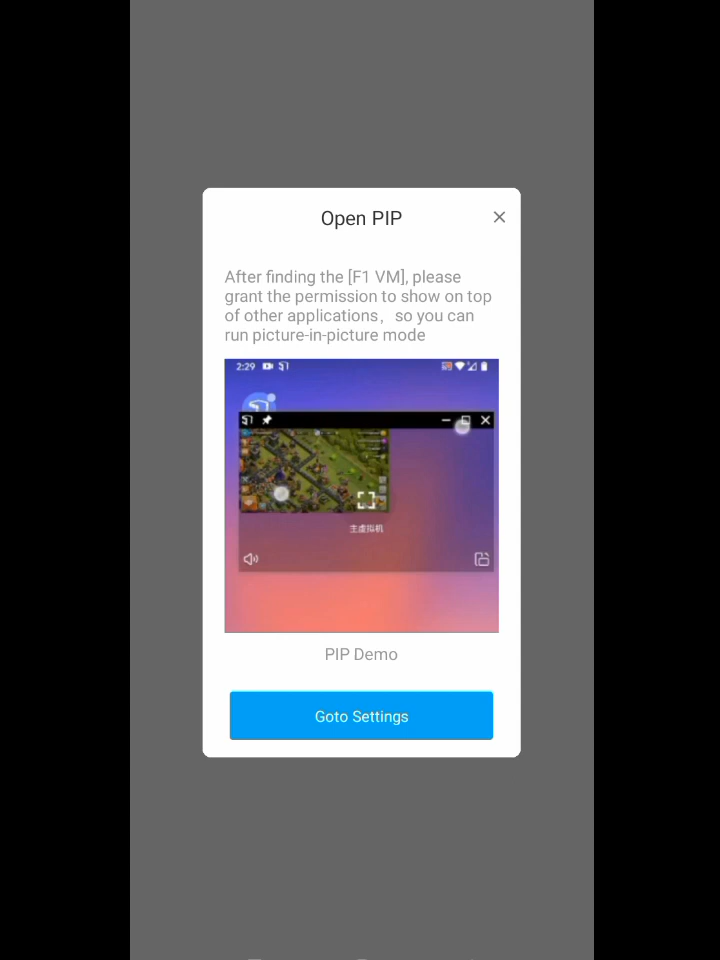 Open PIP
After finding the [F1 VM], please
grant the permission to show on top
of other applications，so you can
run picture-in-picture mode
2:29
主虚拟机
PIP Demo
Goto Settings